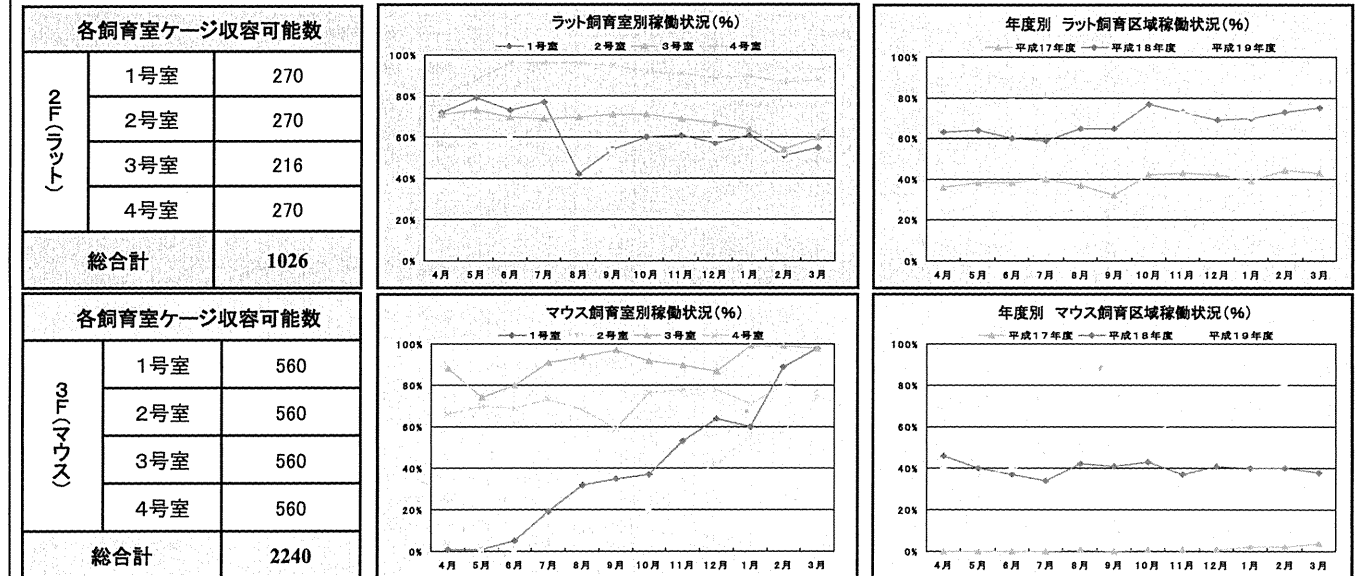 各飼育室ケージ収容可能数
2F(ラット)
1号室 270
2号室 270
3号室 216
4号室 270
総合計 1026
ラット飼育室別稼働状況(%)
1号室 2号室 3号室 4号室
100%
80%
60%
40%
20%
0%
4月 5月 6月 7月 8月 9月 10月 11月 12月 1月 2月 3月
年度別 ラット飼育区域稼働状況(%)
平成17年度 平成18年度 平成19年度
100%
80%
60%
40%
20%
0%
4月 5月 6月 7月 8月 9月 10月 11月 12月 1月 2月 3月
各飼育室ケージ収容可能数
3F(マウス)
1号室 560
2号室 560
3号室 560
4号室 560
総合計 2240
マウス飼育室別稼働状況(%)
1号室 2号室 3号室 4号室
100%
80%
60%
40%
20%
0%
4月 5月 6月 7月 8月 9月 10月 11月 12月 1月 2月 3月
年度別 マウス飼育区域稼働状況(%)
平成17年度 平成18年度 平成19年度
100%
80%
60%
40%
20%
0%
4月 5月 6月 7月 8月 9月 10月 11月 12月 1月 2月 3月